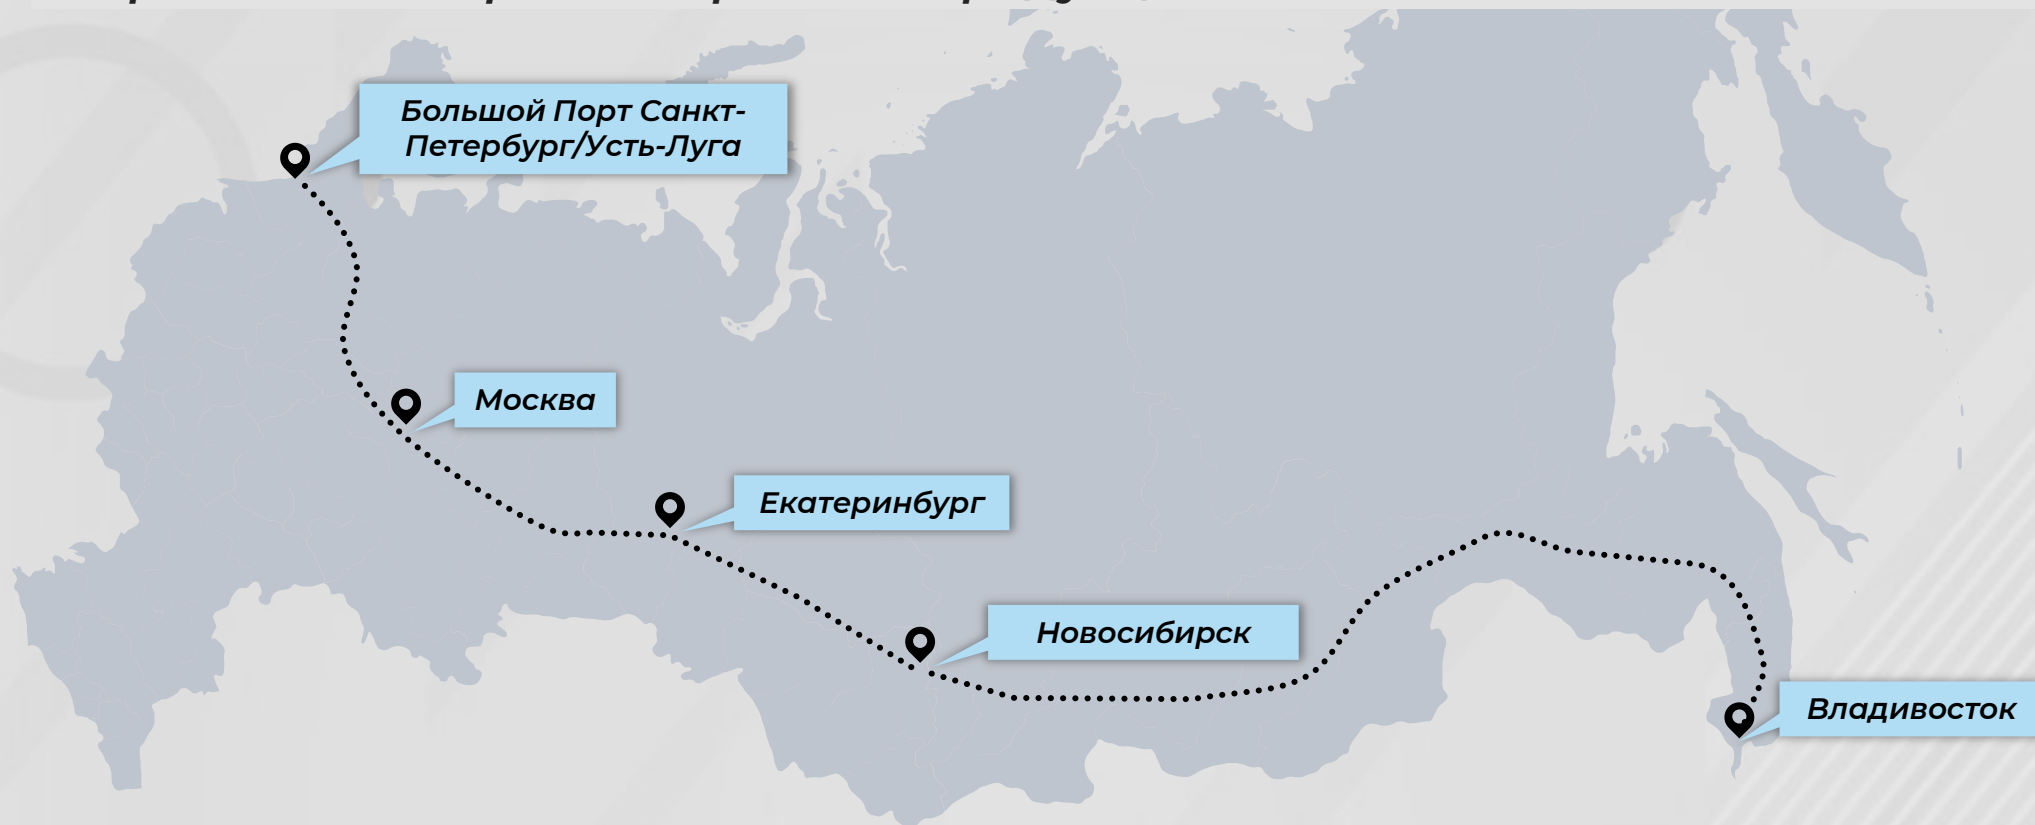 Большой Порт Санкт-
Петербург/Усть-Луга
Москва
Екатеринбург
Новосибирск
Владивосток